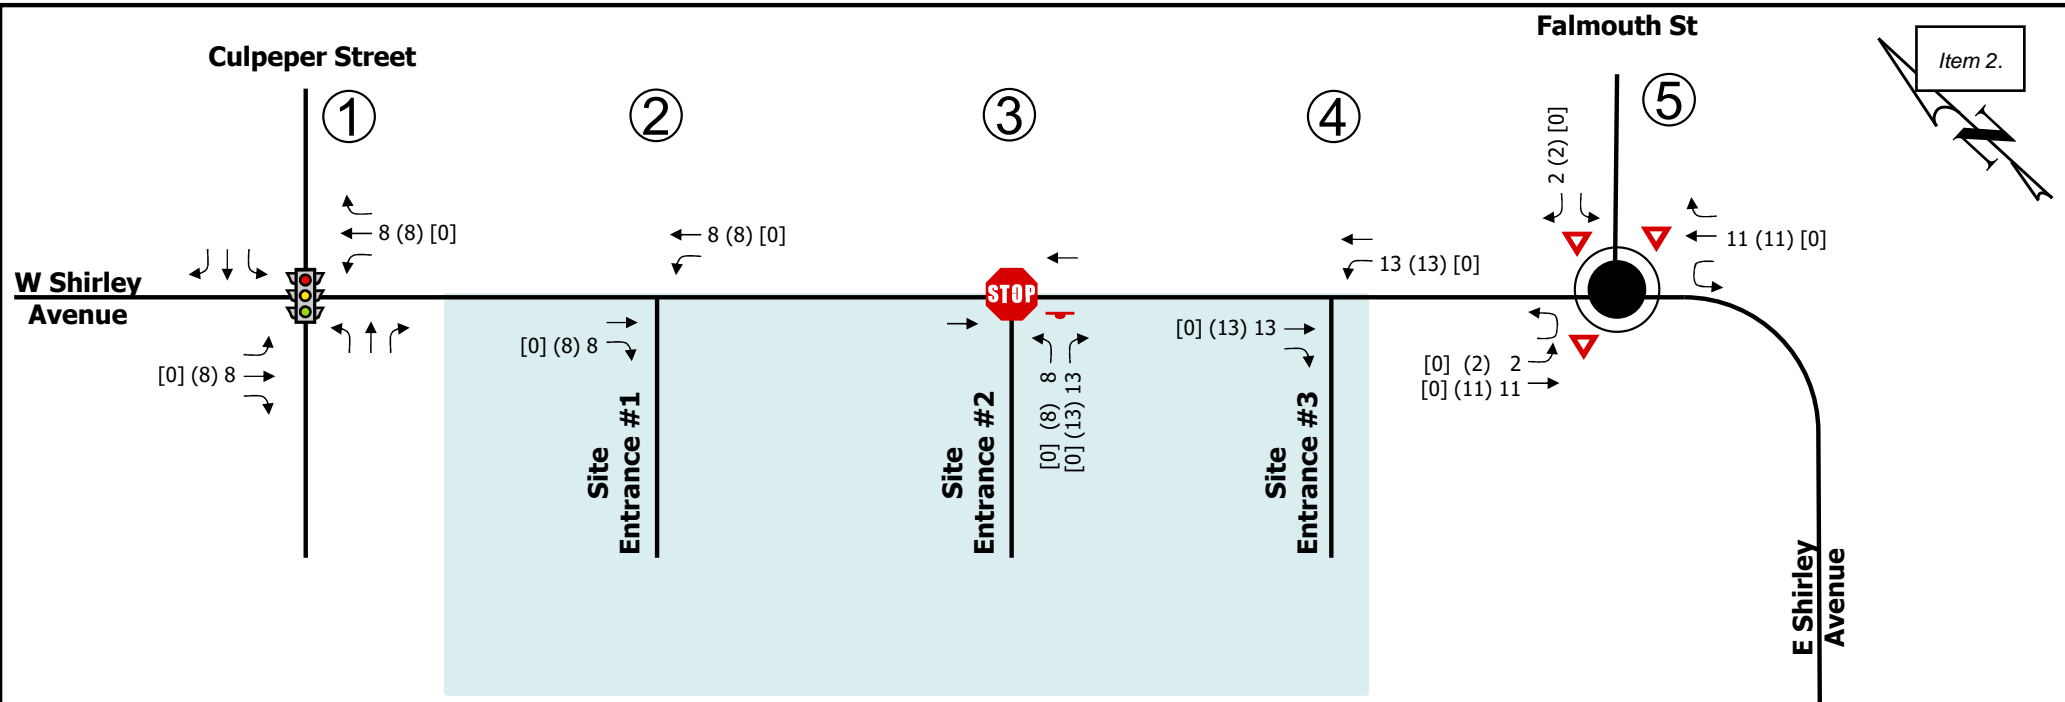 Falmouth St
Item 2.
Culpeper Street
1
2
3
4
5
2 (2) [0]
8 (8) [0]
8 (8) [0]
13 (13) [0]
11 (11) [0]
W Shirley
Avenue
STOP
[0] (8) 8
[0] (8) 8
[0] (13) 13
[0] (2) 2
[0] (11) 11
[0] (8) 8
[0] (13) 13
Site
Entrance #1
Site
Entrance #2
Site
Entrance #3
E Shirley
Avenue
N